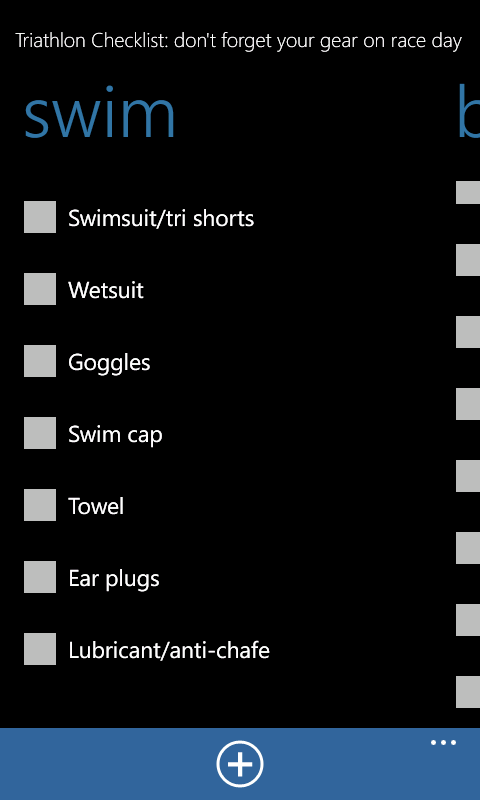 Triathlon Checklist: don't forget your gear on race day
swim
b
Swimsuit/tri shorts
Wetsuit
Goggles
Swim cap
Towel
Ear plugs
Lubricant/anti-chafe